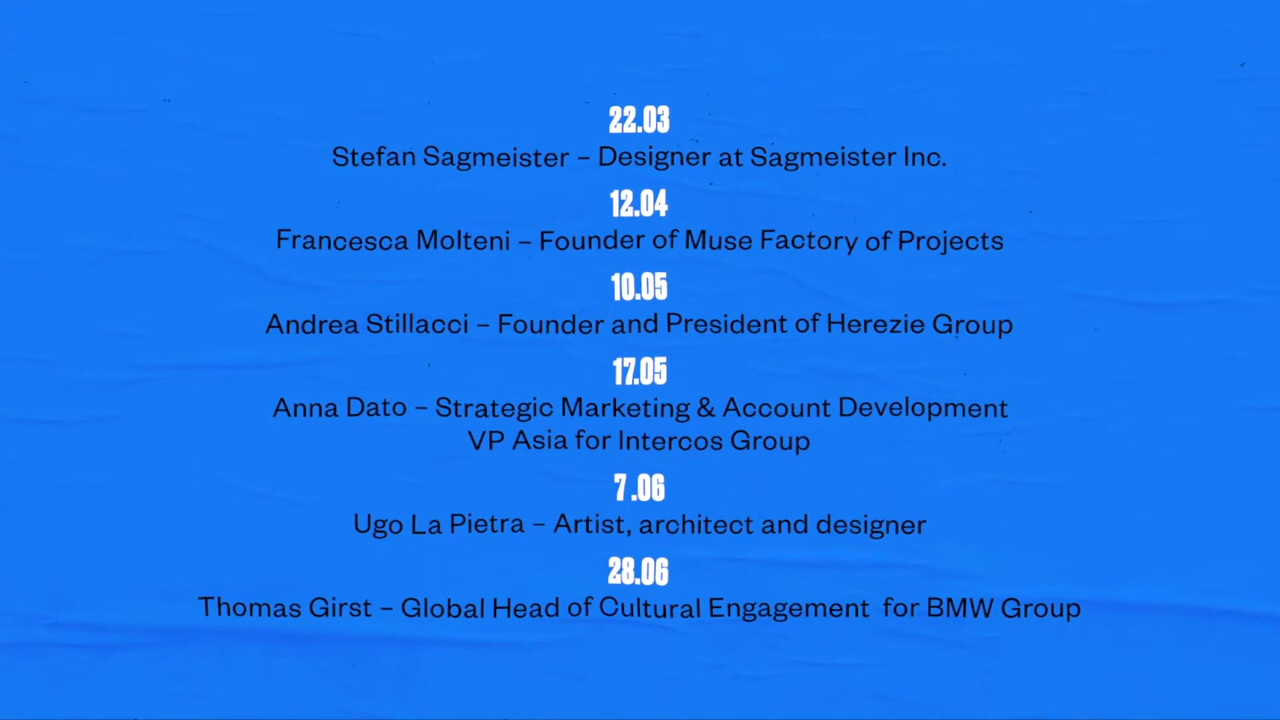 22.03
Stefan Sagmeister – Designer at Sagmeister Inc.
12.04
Francesca Molteni – Founder of Muse Factory of Projects
10.05
Andrea Stillacci – Founder and President of Herezie Group
17.05
Anna Dato – Strategic Marketing & Account Development
VP Asia for Intercos Group
7.06
Ugo La Pietra – Artist, architect and designer
28.06
Thomas Girst – Global Head of Cultural Engagement for BMW Group